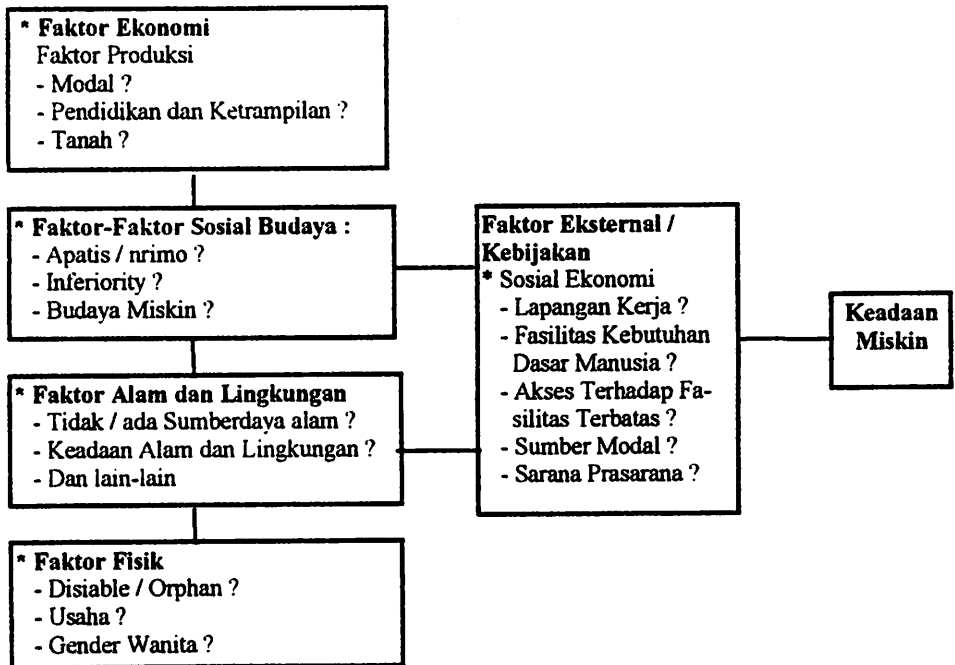 * Faktor Ekonomi
Faktor Produksi
- Modal ?
- Pendidikan dan Ketrampilan ?
- Tanah ?
* Faktor-Faktor Sosial Budaya :
- Apatis / nrimo ?
- Inferiority ?
- Budaya Miskin ?
* Faktor Alam dan Lingkungan
- Tidak / ada Sumberdaya alam ?
- Keadaan Alam dan Lingkungan ?
- Dan lain-lain
* Faktor Fisik
- Disiable / Orphan ?
- Usaha ?
- Gender Wanita ?
Faktor Eksternal /
Kebijakan
* Sosial Ekonomi
- Lapangan Kerja ?
- Fasilitas Kebutuhan
Dasar Manusia ?
- Akses Terhadap Fa-
silitas Terbatas ?
- Sumber Modal ?
- Sarana Prasarana ?
Keadaan
Miskin